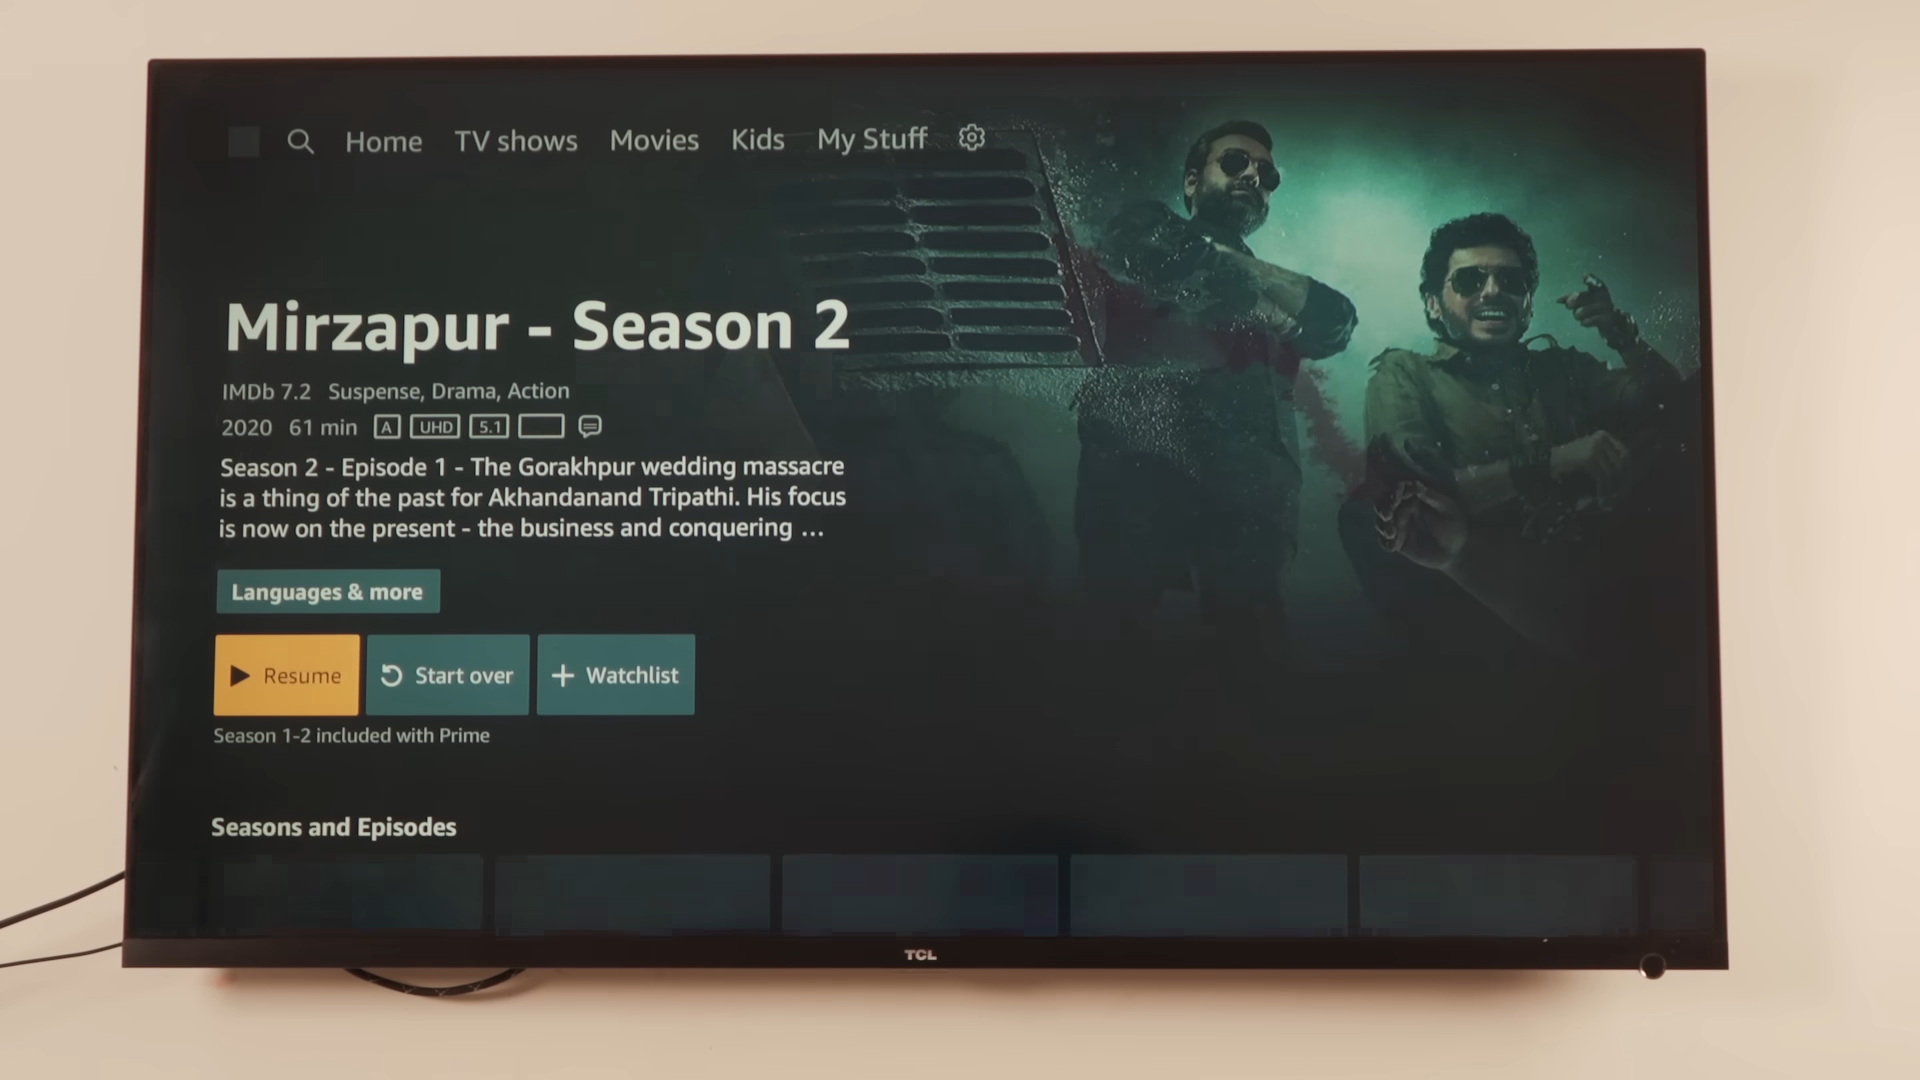 Home TV shows Movies Kids My Stuff
Mirzapur - Season 2
IMDb 7.2 Suspense, Drama, Action
2020 61 min A UHD 5.1
Season 2 - Episode 1 - The Gorakhpur wedding massacre
is a thing of the past for Akhandanand Tripathi. His focus
is now on the present - the business and conquering ...
Languages & more
Resume Start over Watchlist
Season 1-2 included with Prime
Seasons and Episodes
TCL